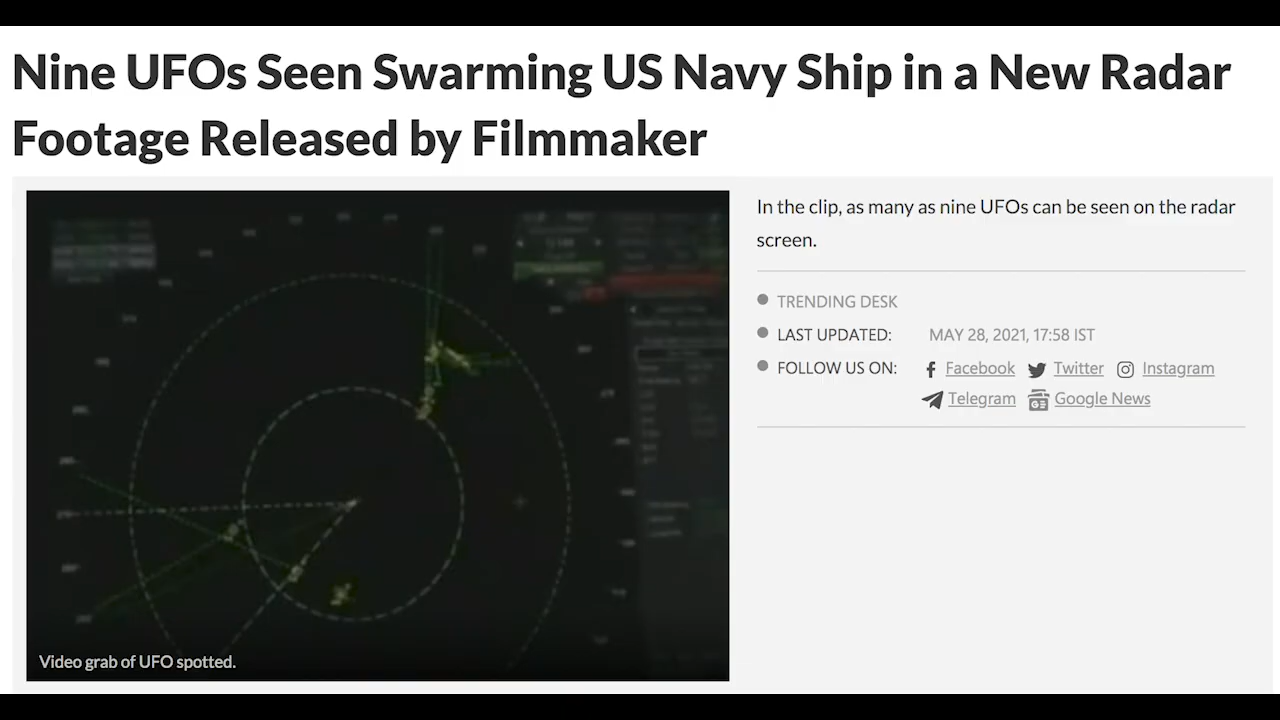 Nine UFOs Seen Swarming US Navy Ship in a New Radar
Footage Released by Filmmaker
In the clip, as many as nine UFOs can be seen on the radar
screen.
TRENDING DESK
LAST UPDATED: MAY 28, 2021, 17:58 IST
FOLLOW US ON: Facebook Twitter Instagram
Telegram Google News
Video grab of UFO spotted.